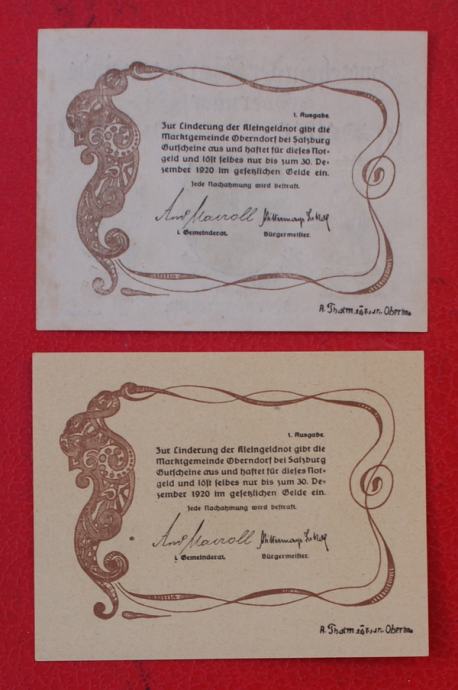 1. Ausgabe.
Zur Linderung der Kleingeldnot gibt die
Marktgemeinde Oberndorf bei Salzburg
Gutscheine aus und haftet für dieses Not-
geld und löst selbes nur bis zum 30. De-
zember 1920 im gesetzlichen Gelde ein.
Jede Nachahmung wird bestraft.
1. Gemeinderat. Bürgermeister.
1. Ausgabe.
Zur Linderung der Kleingeldnot gibt die
Marktgemeinde Oberndorf bei Salzburg
Gutscheine aus und haftet für dieses Not-
geld und löst selbes nur bis zum 30. De-
zember 1920 im gesetzlichen Gelde ein.
Jede Nachahmung wird bestraft.
1. Gemeinderat. Bürgermeister.